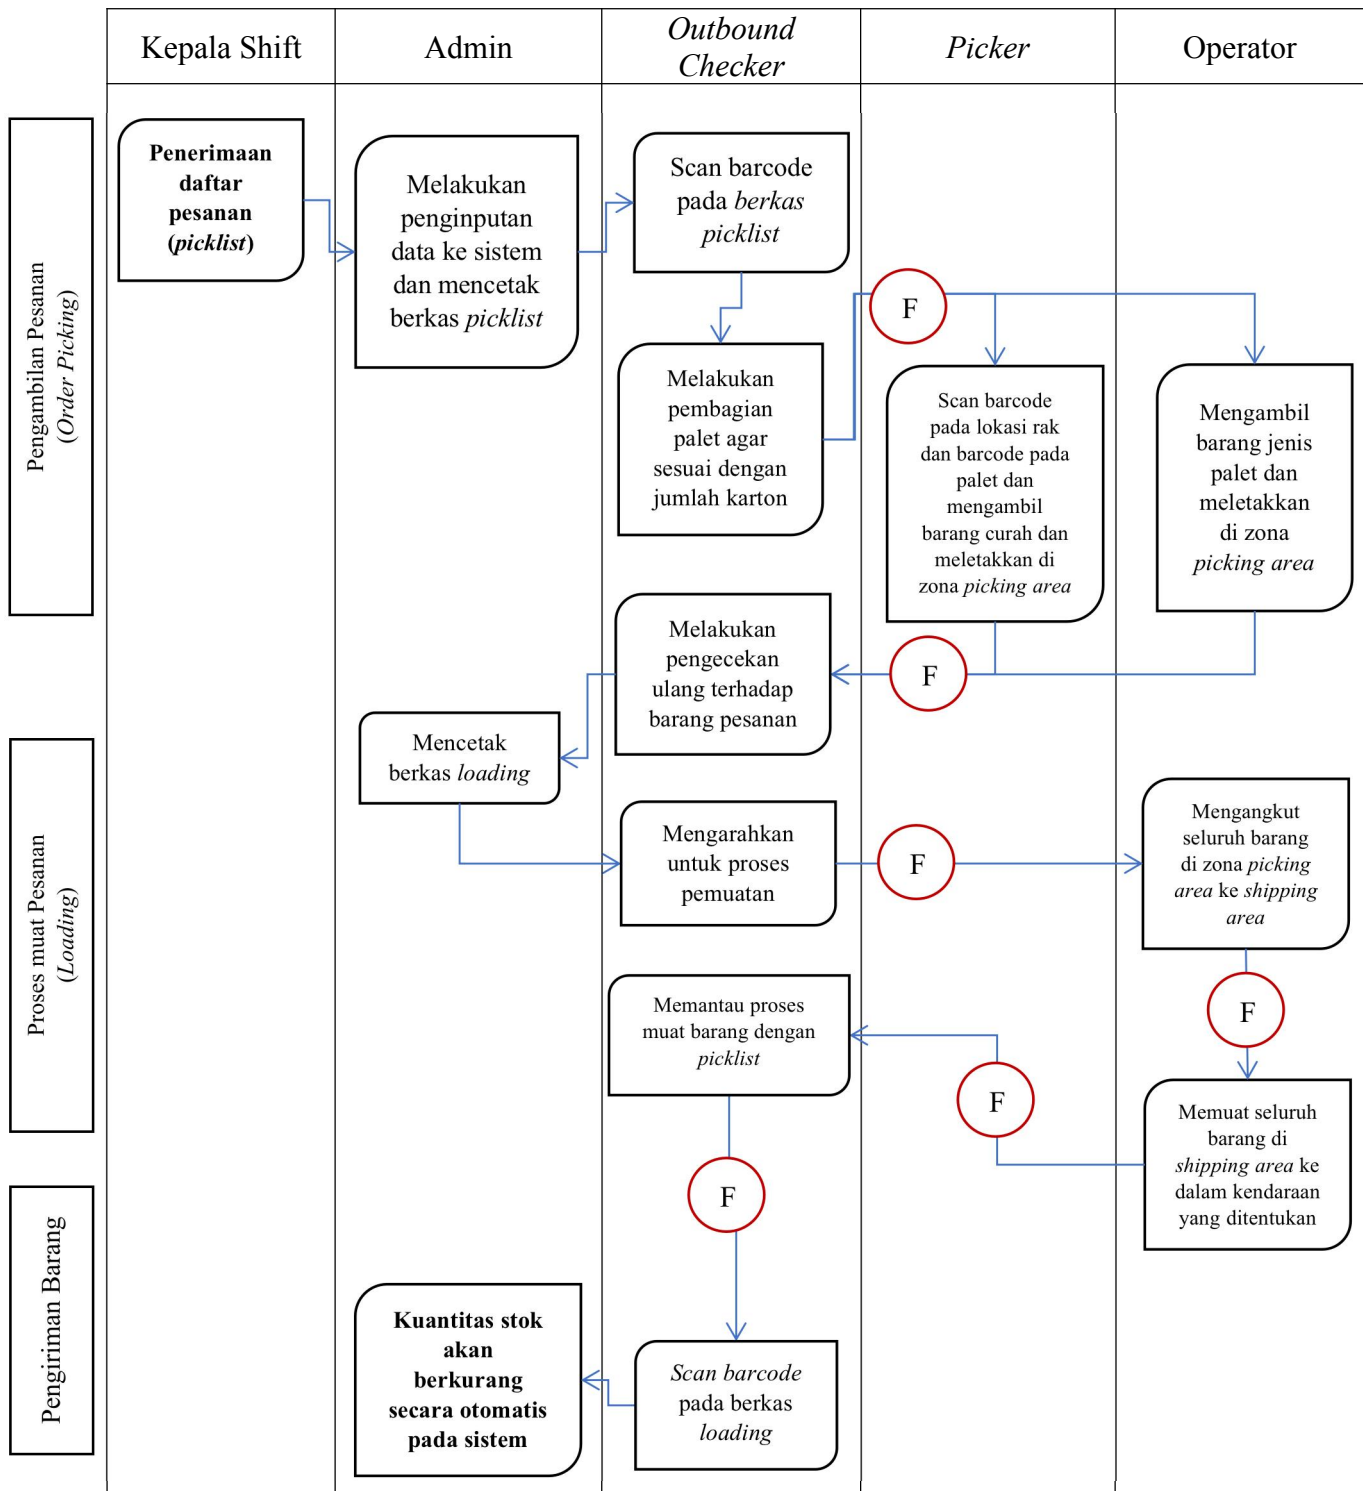 Kepala Shift
Admin
Outbound
Checker
Picker
Operator
Pengambilan Pesanan
(Order Picking)
Penerimaan
daftar
pesanan
(picklist)
Melakukan
penginputan
data ke sistem
dan mencetak
berkas picklist
Scan barcode
pada berkas
picklist
Melakukan
pembagian
palet agar
sesuai dengan
jumlah karton
F
Scan barcode
pada lokasi rak
dan barcode pada
palet dan
mengambil
barang curah dan
meletakkan di
zona picking area
Mengambil
barang jenis
palet dan
meletakkan
di zona
picking area
F
Melakukan
pengecekan
ulang terhadap
barang pesanan
Proses muat Pesanan
(Loading)
Mencetak
berkas loading
Mengarahkan
untuk proses
pemuatan
F
Mengangkut
seluruh barang
di zona picking
area ke shipping
area
F
Memuat seluruh
barang di
shipping area ke
dalam kendaraan
yang ditentukan
F
Memantau proses
muat barang dengan
picklist
F
Pengiriman Barang
Scan barcode
pada berkas
loading
Kuantitas stok
akan
berkurang
secara otomatis
pada sistem